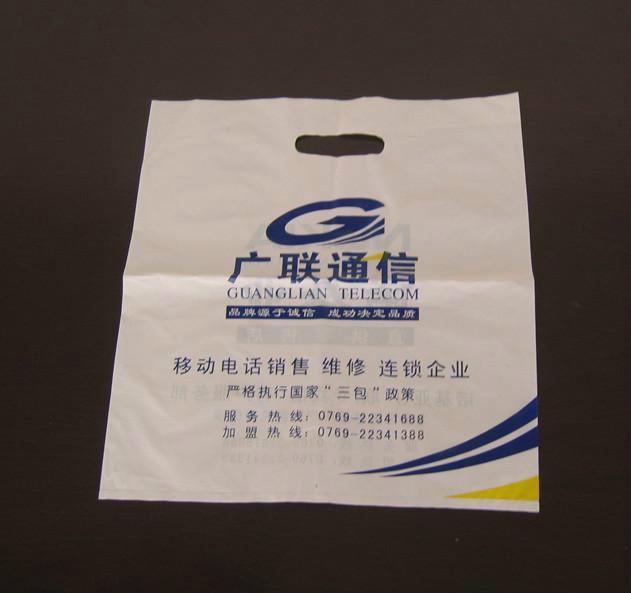 广联通信
GUANGLIAN TELECOM
品牌源于诚信 成功决定品质
移动电话销售 维修 连锁企业
严格执行国家“三包”政策
服务热线：0769-22341688
加盟热线：0769-22341388